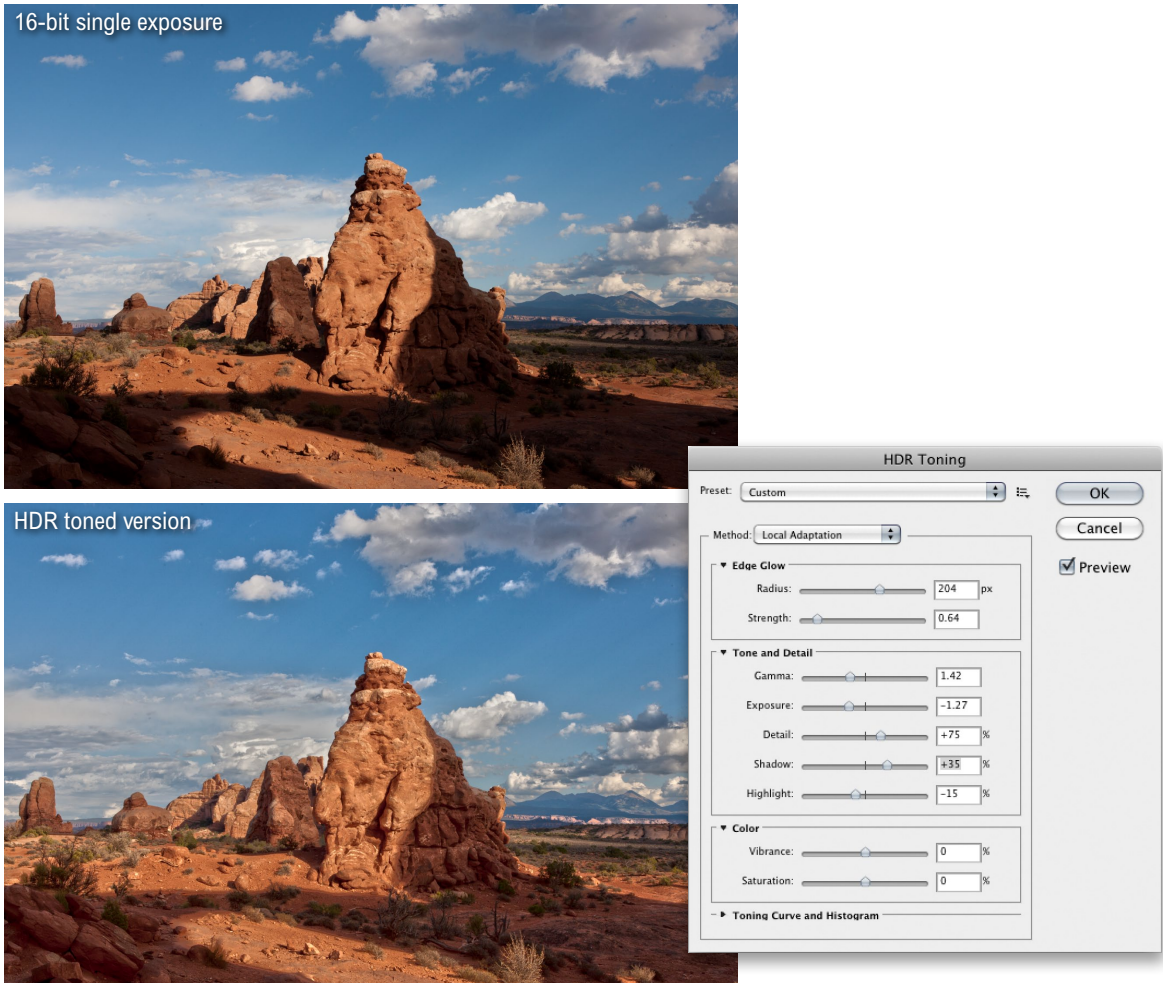 16-bit single exposure
HDR toned version
HDR Toning
Preset: Custom
OK
Cancel
Preview
Method: Local Adaptation
Edge Glow
Radius: 204 px
Strength: 0.64
Tone and Detail
Gamma: 1.42
Exposure: -1.27
Detail: +75 %
Shadow: +35 %
Highlight: -15 %
Color
Vibrance: 0 %
Saturation: 0 %
Toning Curve and Histogram